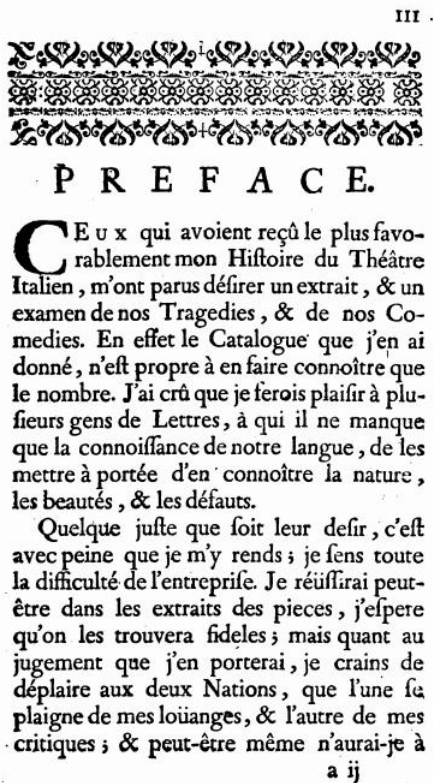 III
PREFACE.
CEux qui avoient reçû le plus favo-
rablement mon Hiſtoire du Théâtre
Italien, m'ont parus déſirer un extrait, & un
examen de nos Tragedies, & de nos Co-
medies. En effet le Catalogue que j'en ai
donné, n'eſt propre à en faire connoître que
le nombre. J'ai crû que je ferois plaiſir à plu-
ſieurs gens de Lettres, à qui il ne manque
que la connoiſſance de notre langue, de les
mettre à portée d'en connoître la nature,
les beautés, & les défauts.
Quelque juſte que ſoit leur deſir, c'eſt
avec peine que je m'y rends; je ſens toute
la difficulté de l'entrepriſe. Je réüſſirai peut-
être dans les extraits des pieces, j'eſpere
qu'on les trouvera fideles; mais quant au
jugement que j'en porterai, je crains de
déplaire aux deux Nations, que l'une ſe
plaigne de mes loüanges, & l'autre de mes
critiques; & peut-être même n'aurai-je à
a ij